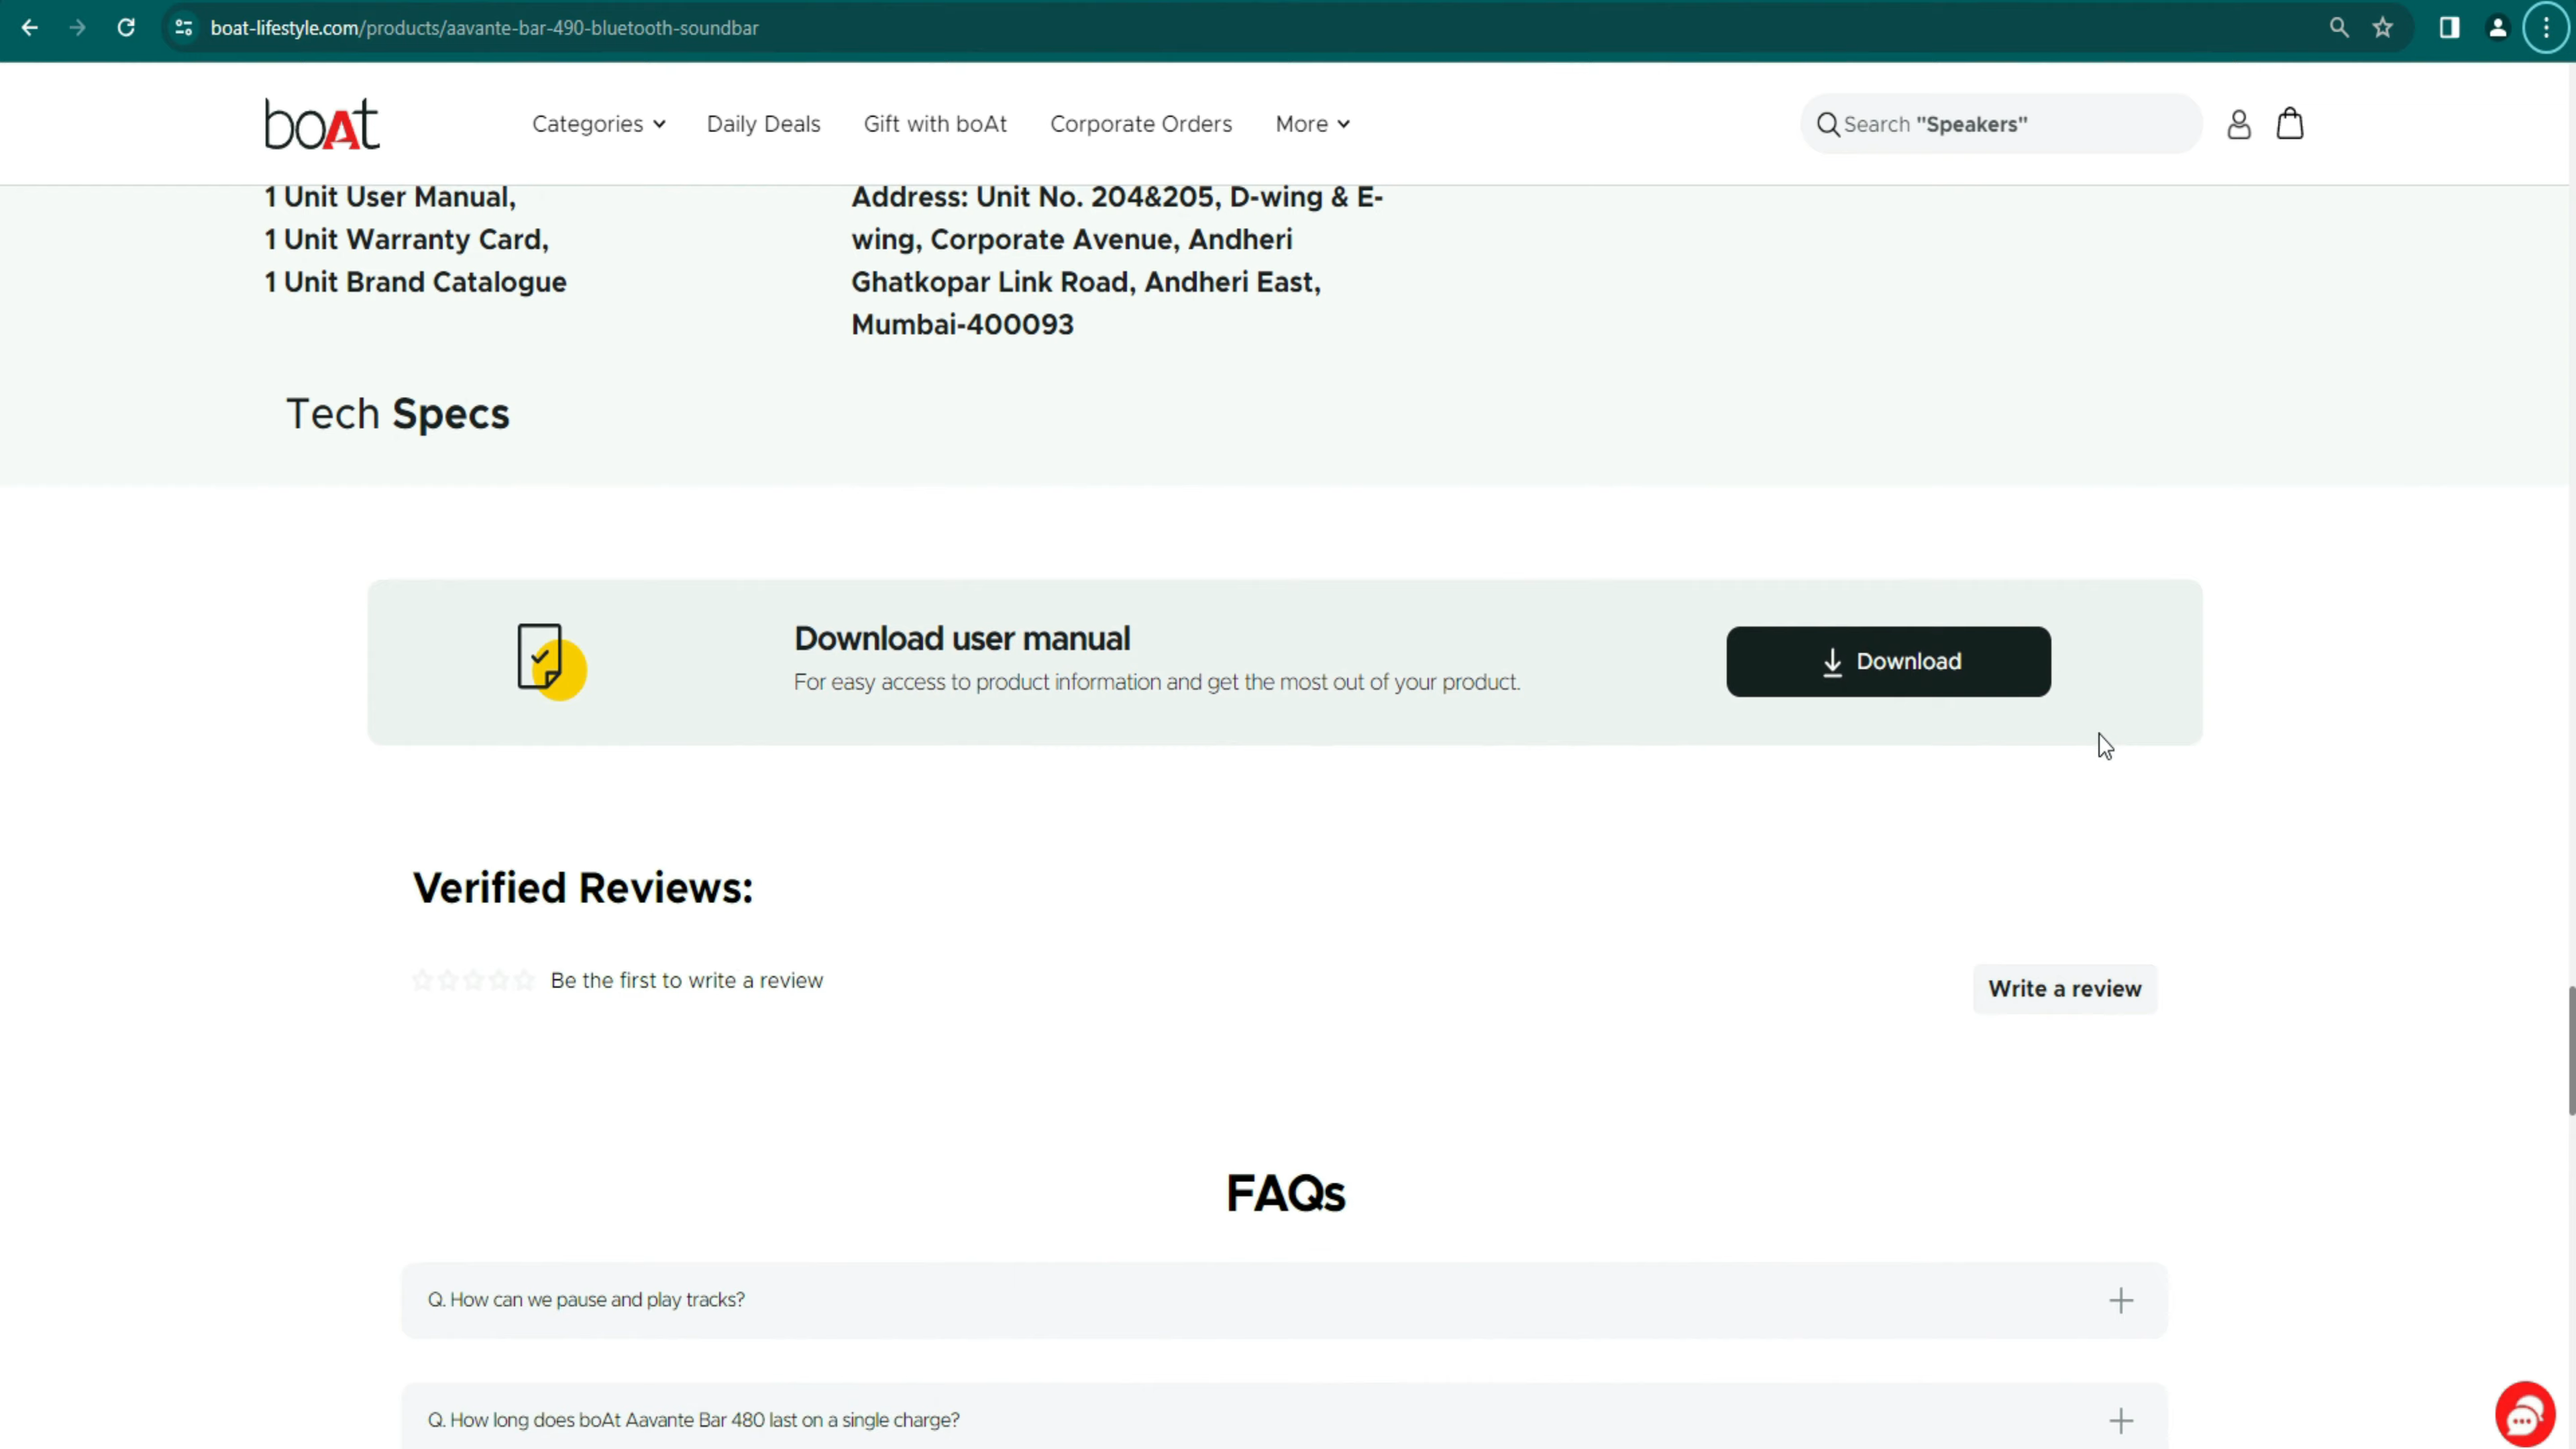 boat-lifestyle.com/products/aavante-bar-490-bluetooth-soundbar
boAt
Categories
Daily Deals
Gift with boAt
Corporate Orders
More
Search "Speakers"
1 Unit User Manual,
1 Unit Warranty Card,
1 Unit Brand Catalogue
Address: Unit No. 204&205, D-wing & E-
wing, Corporate Avenue, Andheri
Ghatkopar Link Road, Andheri East,
Mumbai-400093
Tech Specs
Download user manual
For easy access to product information and get the most out of your product.
Download
Verified Reviews:
Be the first to write a review
Write a review
FAQs
Q. How can we pause and play tracks?
Q. How long does boAt Aavante Bar 480 last on a single charge?